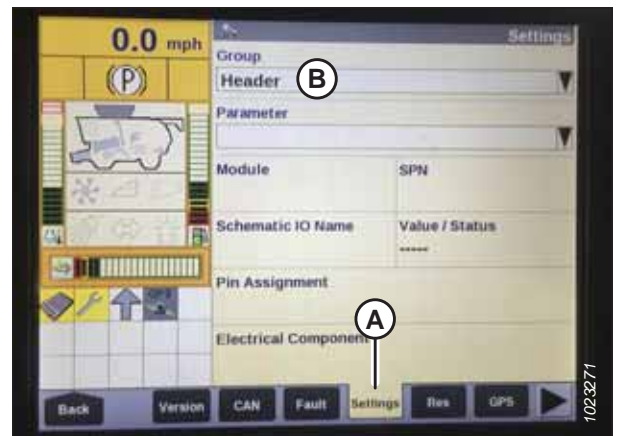 0.0 mph
Settings
Group
(P)
Header
B
Parameter
Module
SPN
Schematic IO Name
Value / Status
-----
Pin Assignment
A
Electrical Component
Back
Version
CAN
Fault
Settings
Res
GPS
1023271